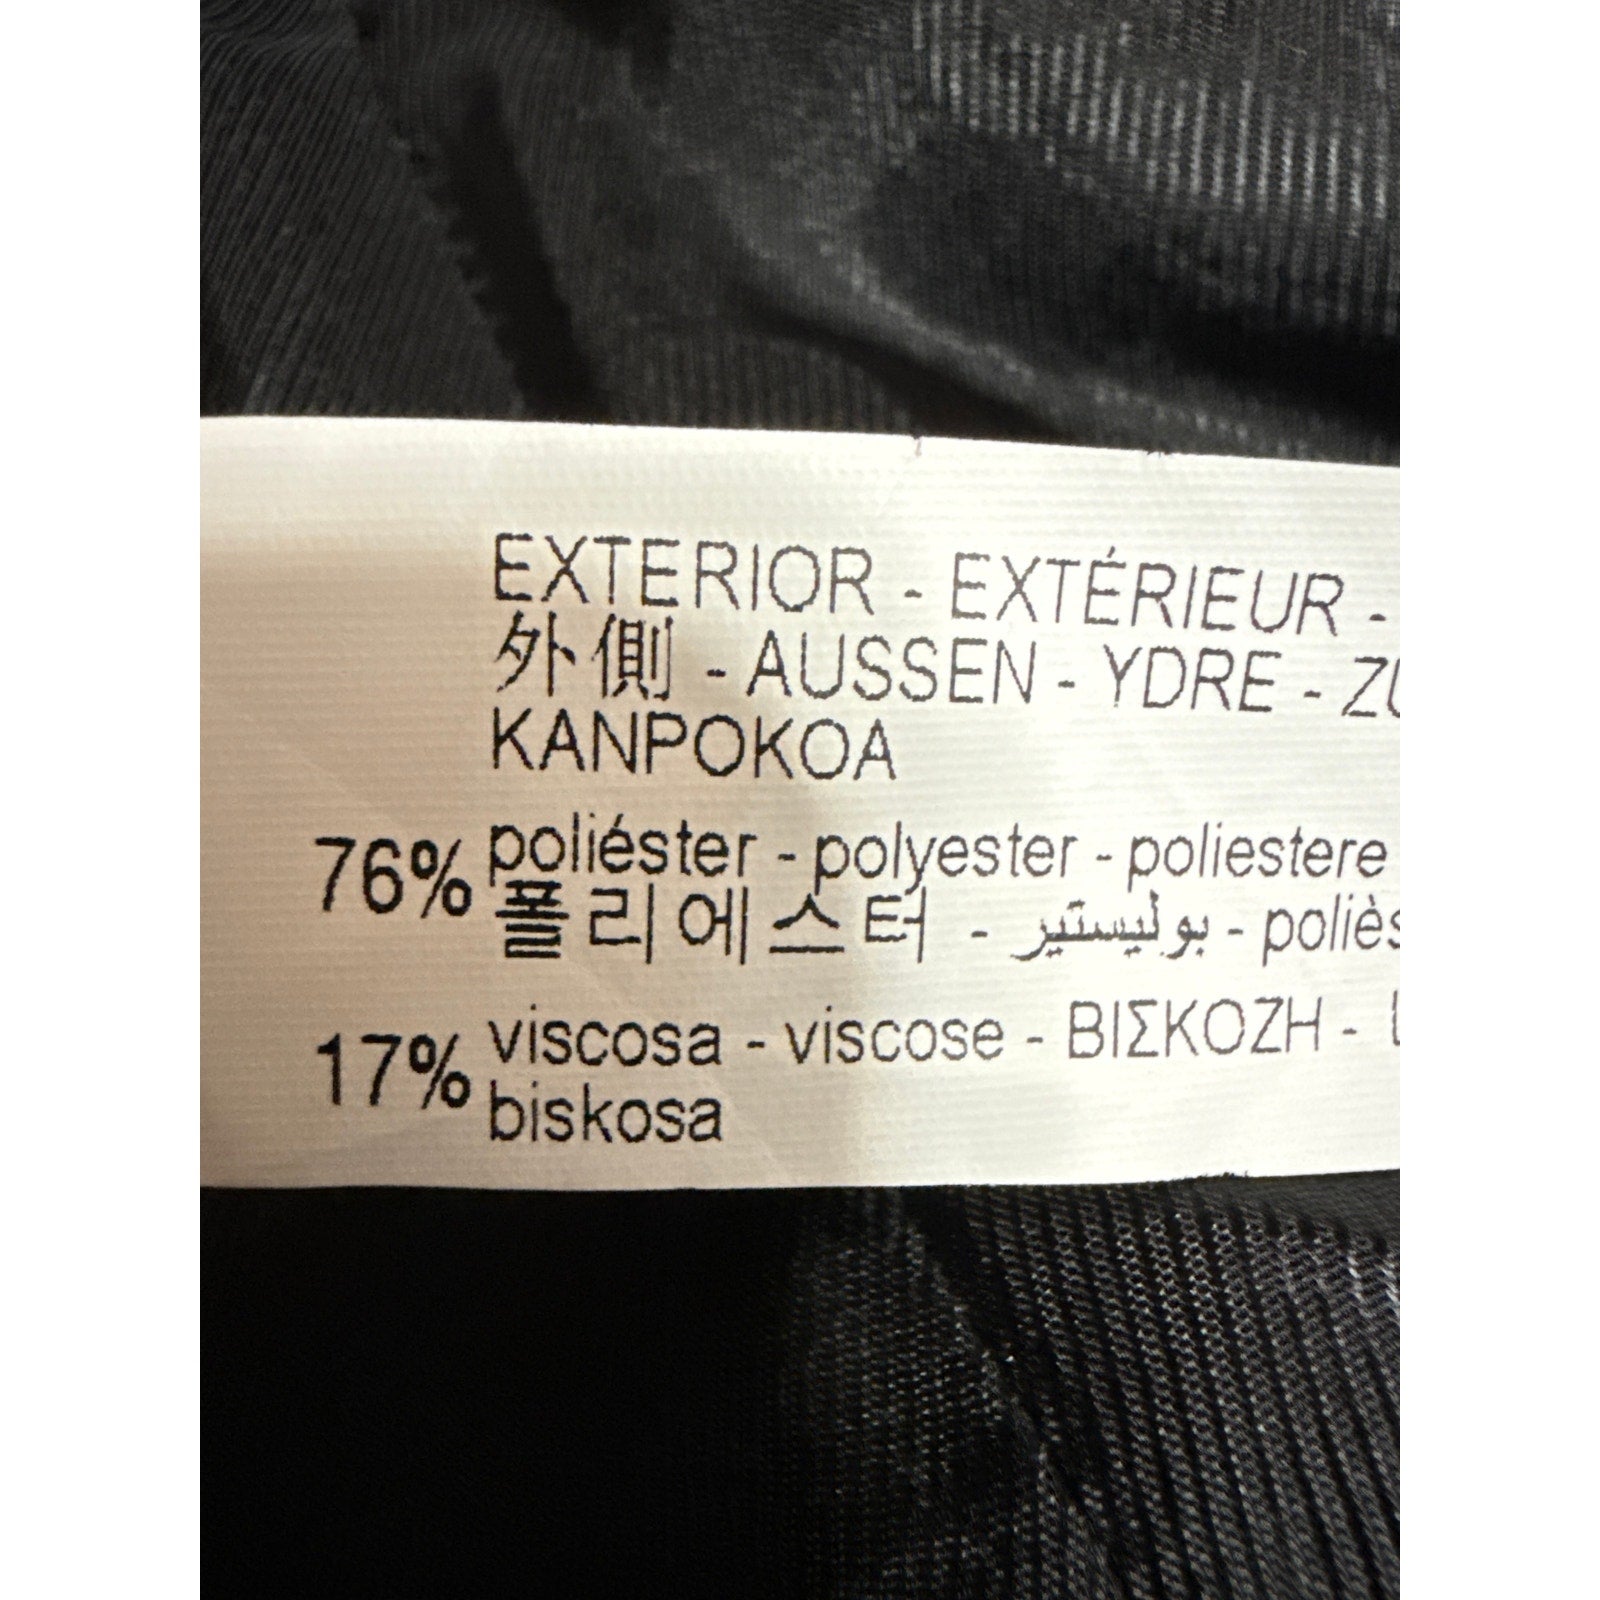 EXTERIOR - EXTÉRIEUR -
外側 - AUSSEN - YDRE -
KANPOKOA
76% poliéster - polyester - poliestere
폴리에스터 - بوليستير -
17% viscosa - viscose - ΒΙΣΚΟΖΗ -
biskosa